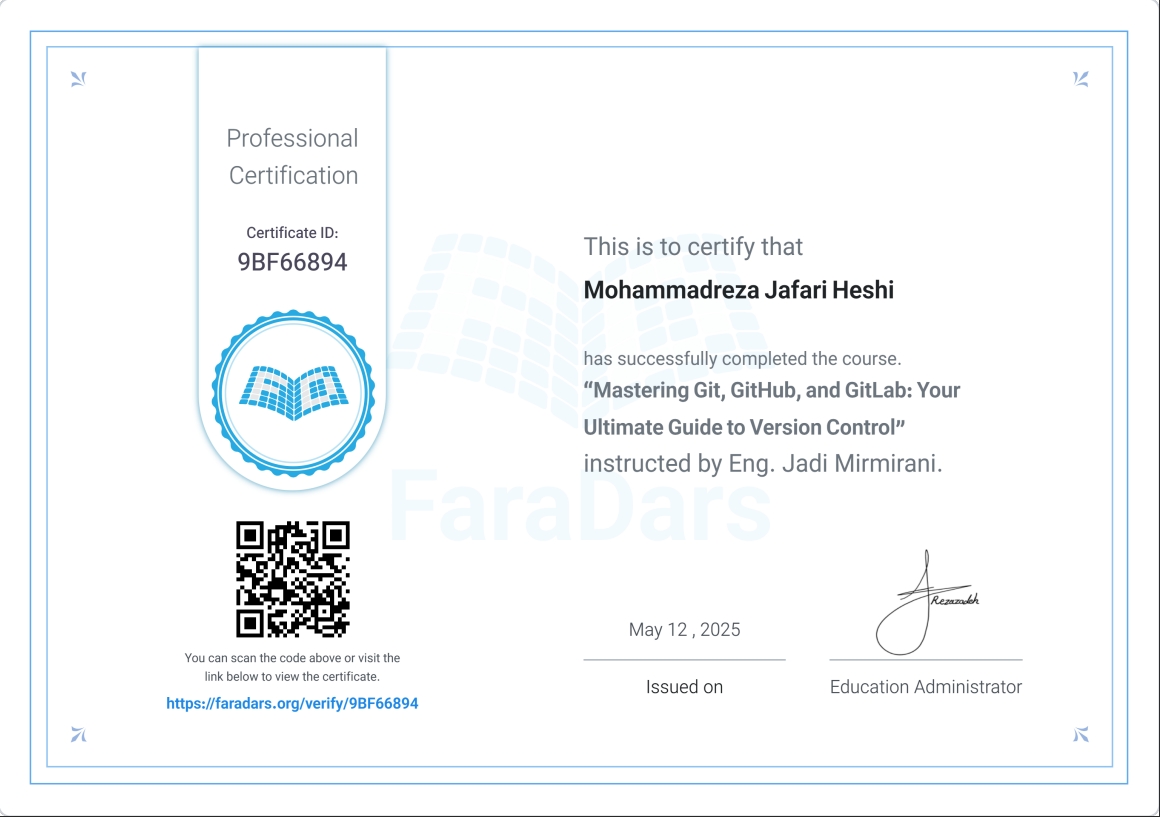 Professional
Certification
Certificate ID:
9BF66894
This is to certify that
Mohammadreza Jafari Heshi
has successfully completed the course.
“Mastering Git, GitHub, and GitLab: Your
Ultimate Guide to Version Control”
instructed by Eng. Jadi Mirmirani.
FaraDars
You can scan the code above or visit the
link below to view the certificate.
https://faradars.org/verify/9BF66894
May 12 , 2025
Issued on
Rezazadeh
Education Administrator